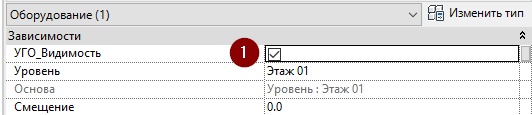 Оборудование (1) Изменить тип
Зависимости
УГО_Видимость 1
Уровень Этаж 01
Основа Уровень : Этаж 01
Смещение 0.0